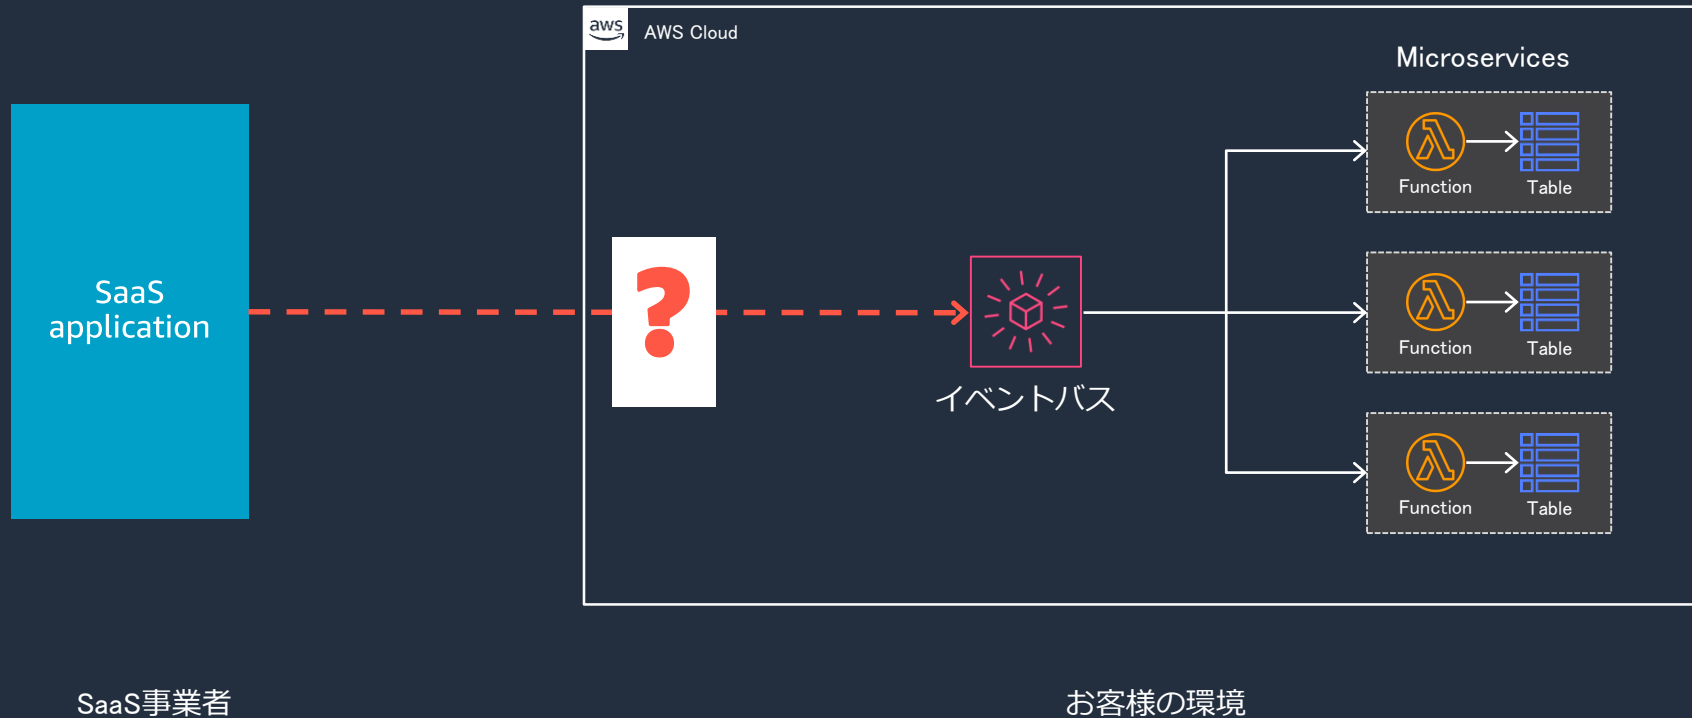 aws
AWS Cloud
Microservices
Function
Table
SaaS
application
?
イベントバス
Function
Table
Function
Table
SaaS事業者
お客様の環境